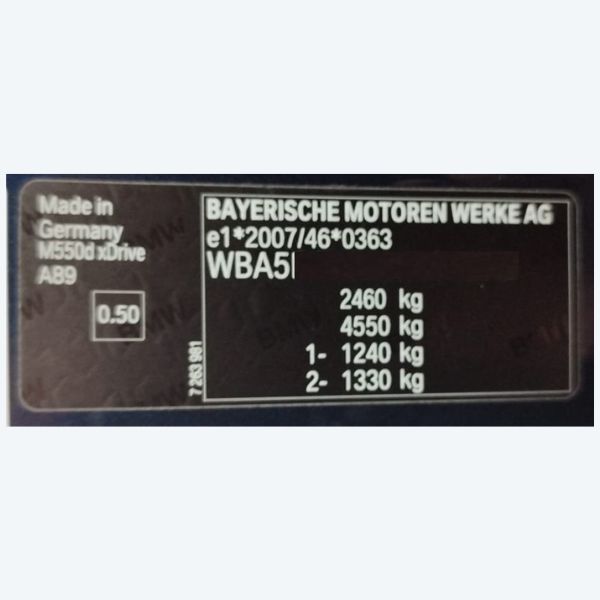 Made in
Germany
M550d xDrive
A89
0.50
7 263 981
BAYERISCHE MOTOREN WERKE AG
e1*2007/46*0363
WBA5
2460 kg
4550 kg
1- 1240 kg
2- 1330 kg